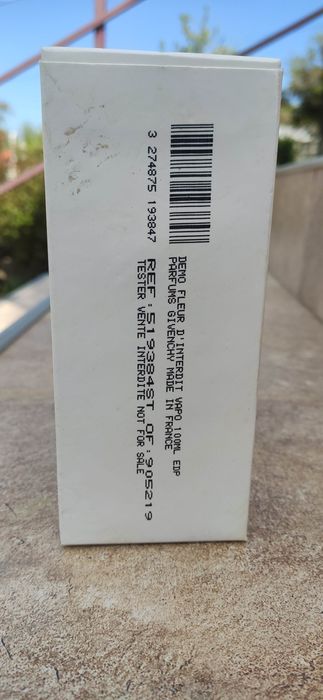 3 274875 193847
DEMO FLEUR D'INTERDIT VAPO 100ML EDP
PARFUMS GIVENCHY MADE IN FRANCE
REF:519384ST OF:905219
TESTER VENTE INTERDITE NOT FOR SALE